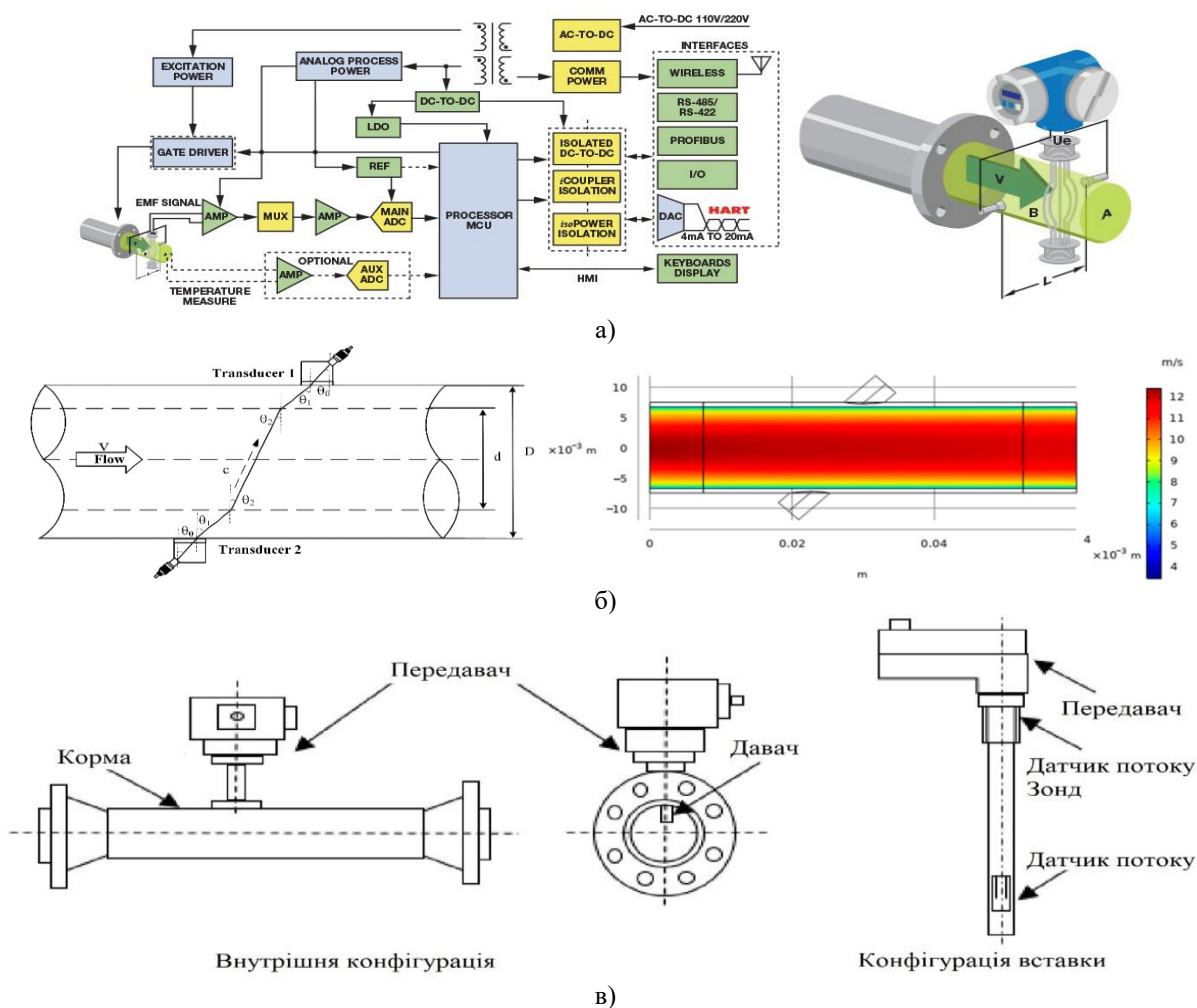 AC-TO-DC 110V/220V
AC-TO-DC
INTERFACES
EXCITATION
POWER
ANALOG PROCESS
POWER
COMM
POWER
WIRELESS
DC-TO-DC
RS-485/
RS-422
LDO
GATE DRIVER
ISOLATED
DC-TO-DC
PROFIBUS
REF
iCOUPLER
ISOLATION
I/O
EMF SIGNAL
AMP
MUX
AMP
MAIN
ADC
PROCESSOR
MCU
isoPOWER
ISOLATION
DAC
HART
4mA TO 20mA
OPTIONAL
AMP
AUX
ADC
HMI
KEYBOARDS
DISPLAY
TEMPERATURE
MEASURE
Ue
V
B
A
L
а)
Transducer 1
θ0
θ1
θ2
V
Flow
c
d
D
θ2
θ1
θ0
Transducer 2
m/s
10
5
0
−5
−10
×10⁻³ m
0
0.02
0.04
4
×10⁻³ m
m
12
11
10
9
8
7
6
5
4
б)
Передавач
Корма
Давач
Внутрішня конфігурація
Передавач
Датчик потоку
Зонд
Датчик потоку
Конфігурація вставки
в)